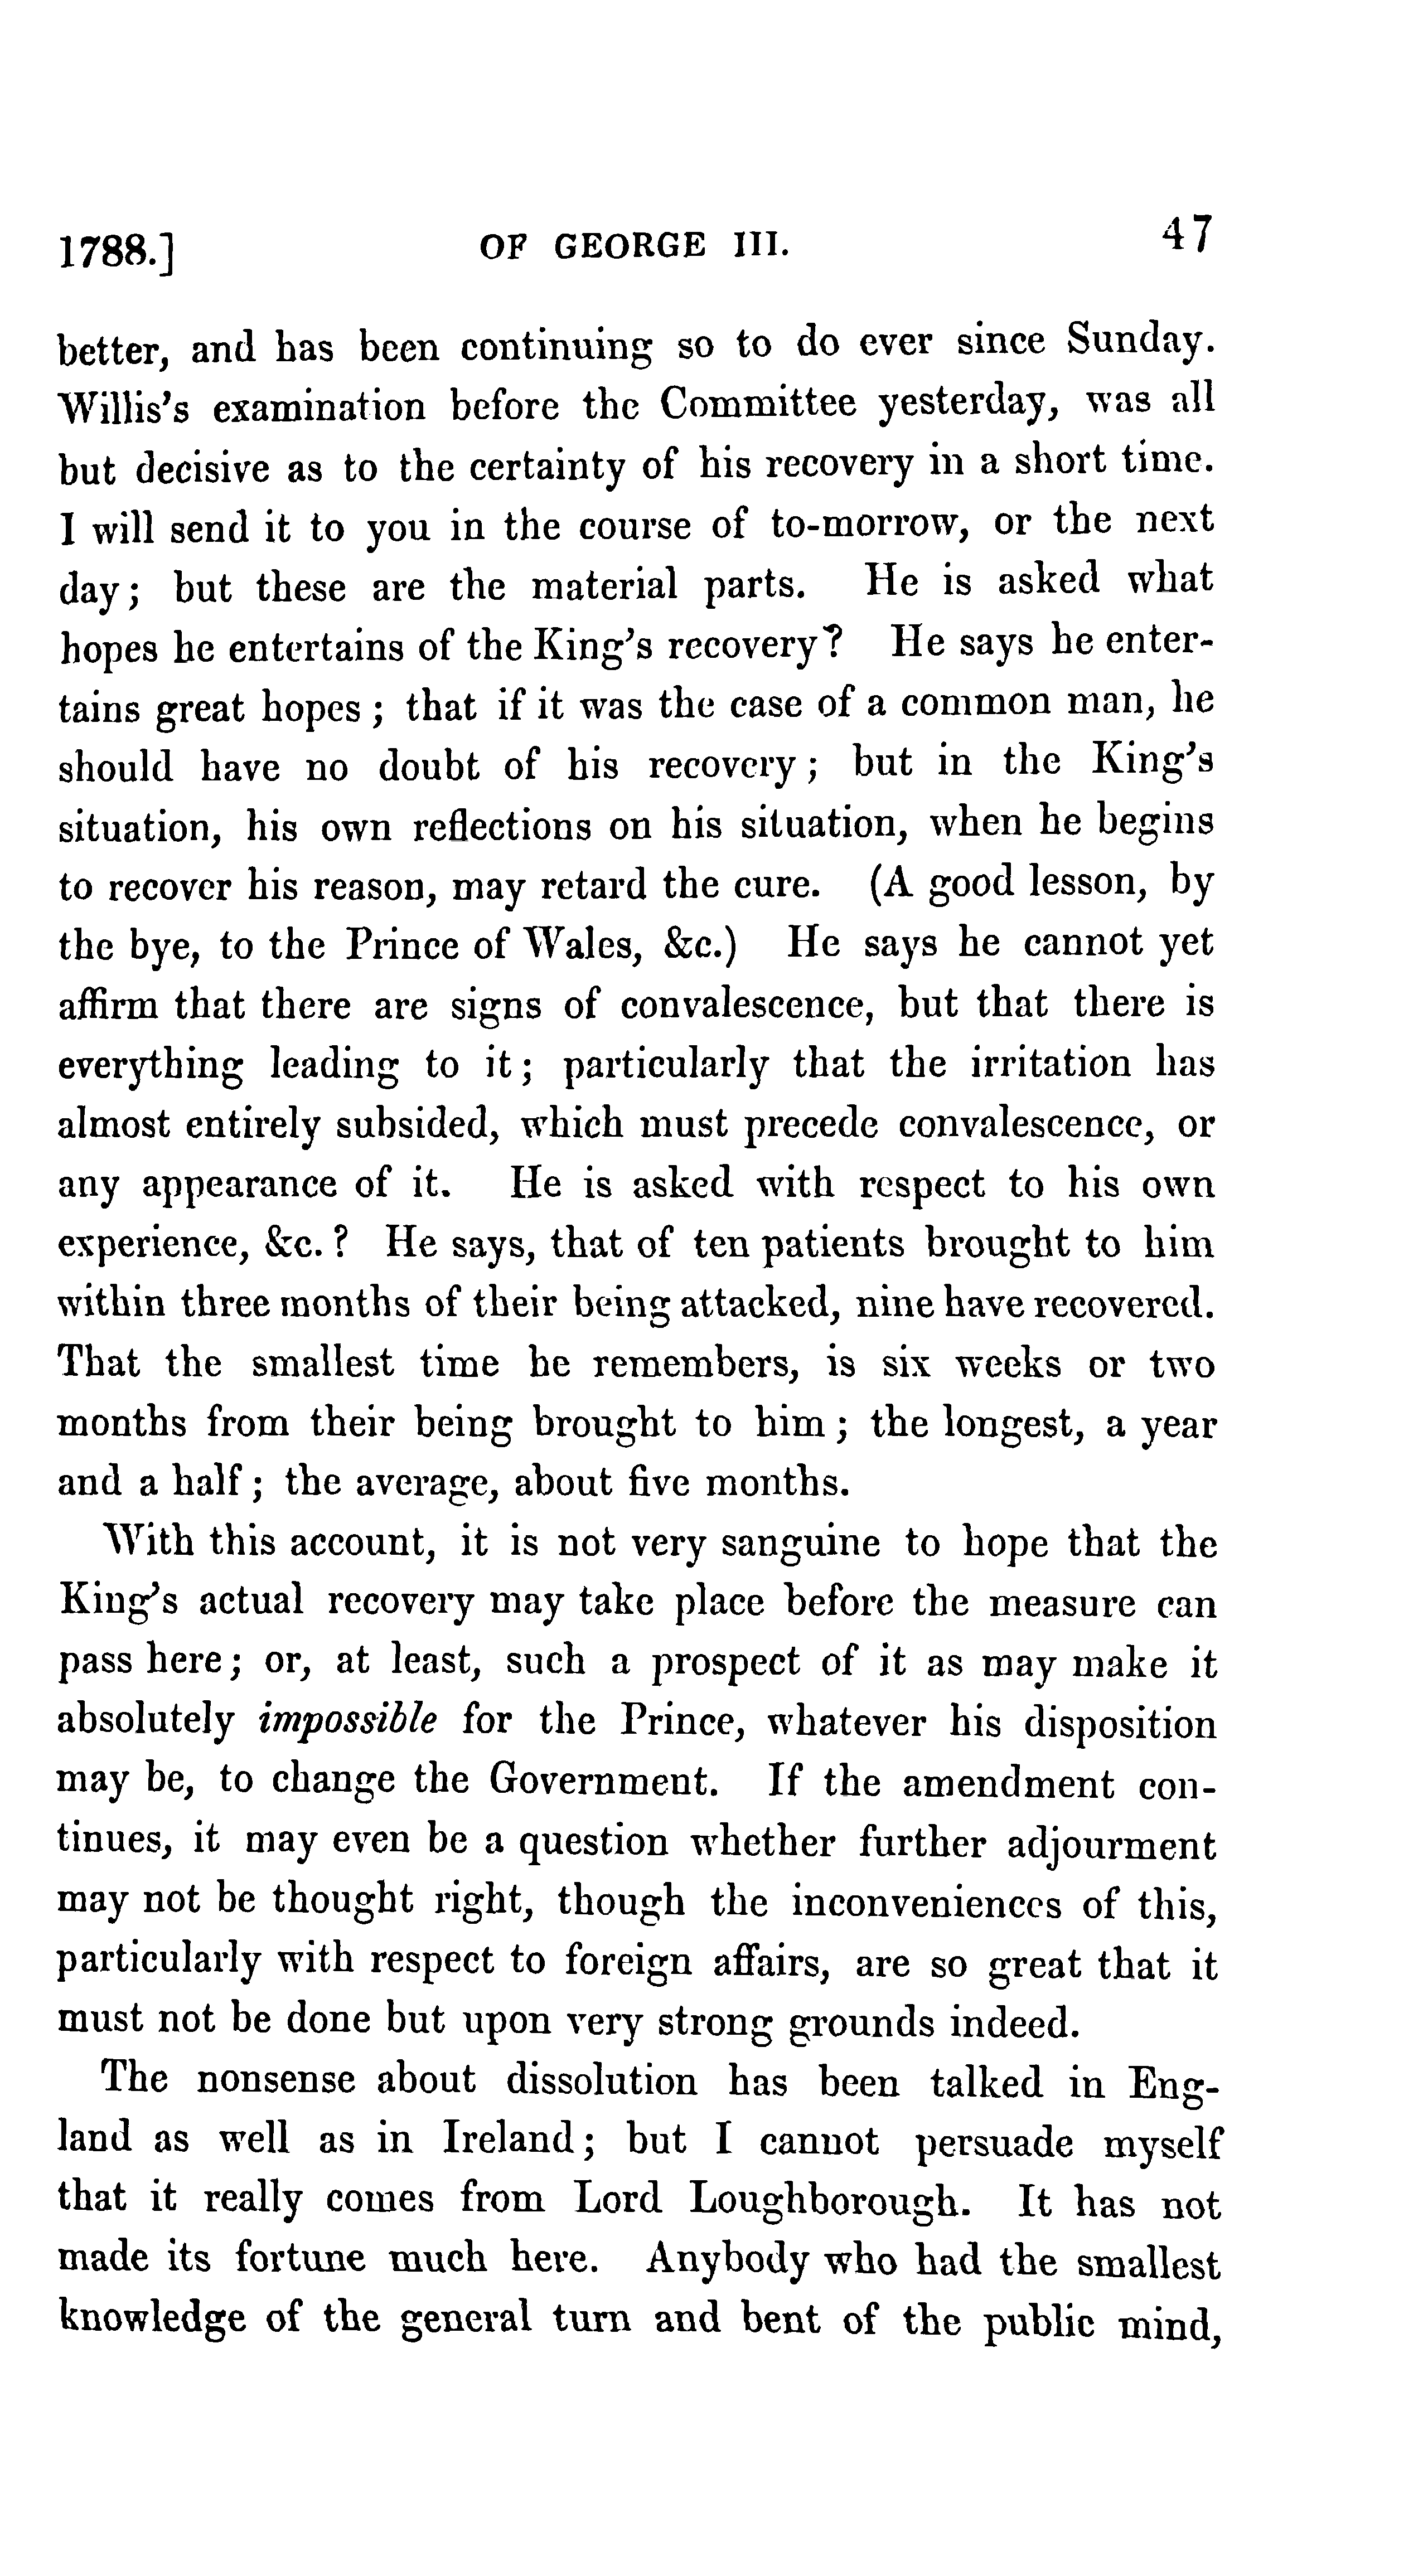 1788.] OF GEORGE III. 47
better, and has been continuing so to do ever since Sunday.
Willis's examination before the Committee yesterday, was all
but decisive as to the certainty of his recovery in a short time.
I will send it to you in the course of to-morrow, or the next
day; but these are the material parts. He is asked what
hopes he entertains of the King's recovery? He says he enter-
tains great hopes; that if it was the case of a common man, he
should have no doubt of his recovery; but in the King's
situation, his own reflections on his situation, when he begins
to recover his reason, may retard the cure. (A good lesson, by
the bye, to the Prince of Wales, &c.) He says he cannot yet
affirm that there are signs of convalescence, but that there is
everything leading to it; particularly that the irritation has
almost entirely subsided, which must precede convalescence, or
any appearance of it. He is asked with respect to his own
experience, &c.? He says, that of ten patients brought to him
within three months of their being attacked, nine have recovered.
That the smallest time he remembers, is six weeks or two
months from their being brought to him; the longest, a year
and a half; the average, about five months.
With this account, it is not very sanguine to hope that the
King's actual recovery may take place before the measure can
pass here; or, at least, such a prospect of it as may make it
absolutely impossible for the Prince, whatever his disposition
may be, to change the Government. If the amendment con-
tinues, it may even be a question whether further adjourment
may not be thought right, though the inconveniences of this,
particularly with respect to foreign affairs, are so great that it
must not be done but upon very strong grounds indeed.
The nonsense about dissolution has been talked in Eng-
land as well as in Ireland; but I cannot persuade myself
that it really comes from Lord Loughborough. It has not
made its fortune much here. Anybody who had the smallest
knowledge of the general turn and bent of the public mind,